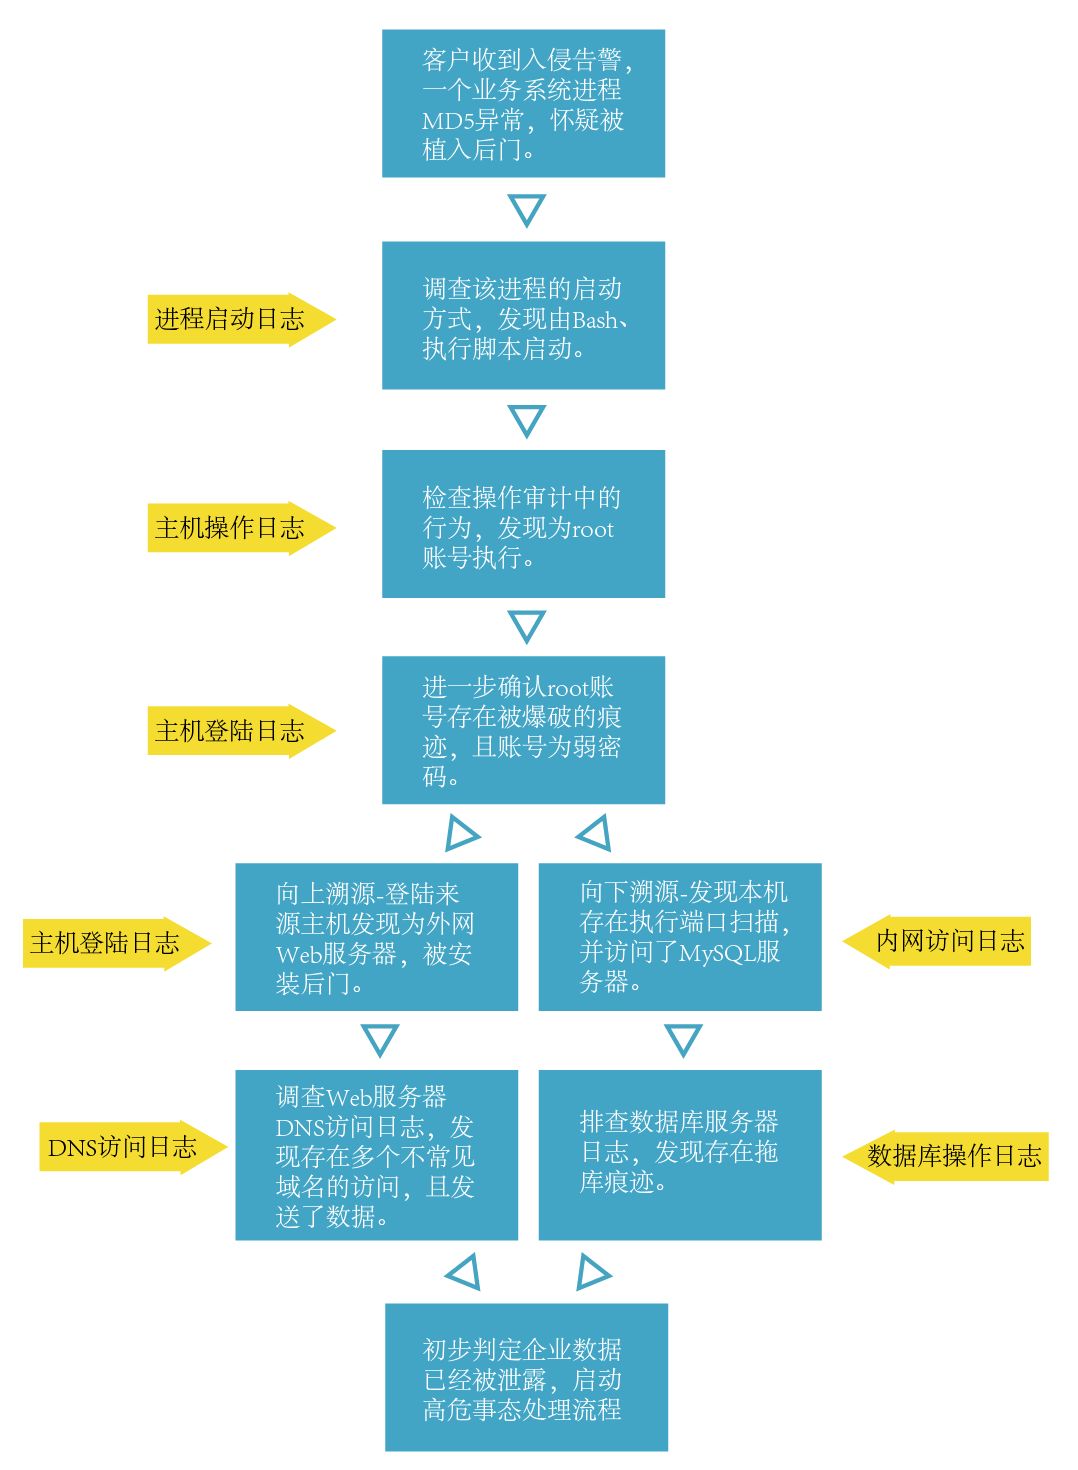 客户收到入侵告警，
一个业务系统进程
MD5异常，怀疑被
植入后门。
进程启动日志
调查该进程的启动
方式，发现由Bash、
执行脚本启动。
主机操作日志
检查操作审计中的
行为，发现为root
账号执行。
主机登陆日志
进一步确认root账
号存在被爆破的痕
迹，且账号为弱密
码。
主机登陆日志
向上溯源-登陆来
源主机发现为外网
Web服务器，被安
装后门。
向下溯源-发现本机
存在执行端口扫描，
并访问了MySQL服
务器。
内网访问日志
DNS访问日志
调查Web服务器
DNS访问日志，发
现存在多个不常见
域名的访问，且发
送了数据。
排查数据库服务器
日志，发现存在拖
库痕迹。
数据库操作日志
初步判定企业数据
已经被泄露，启动
高危事态处理流程